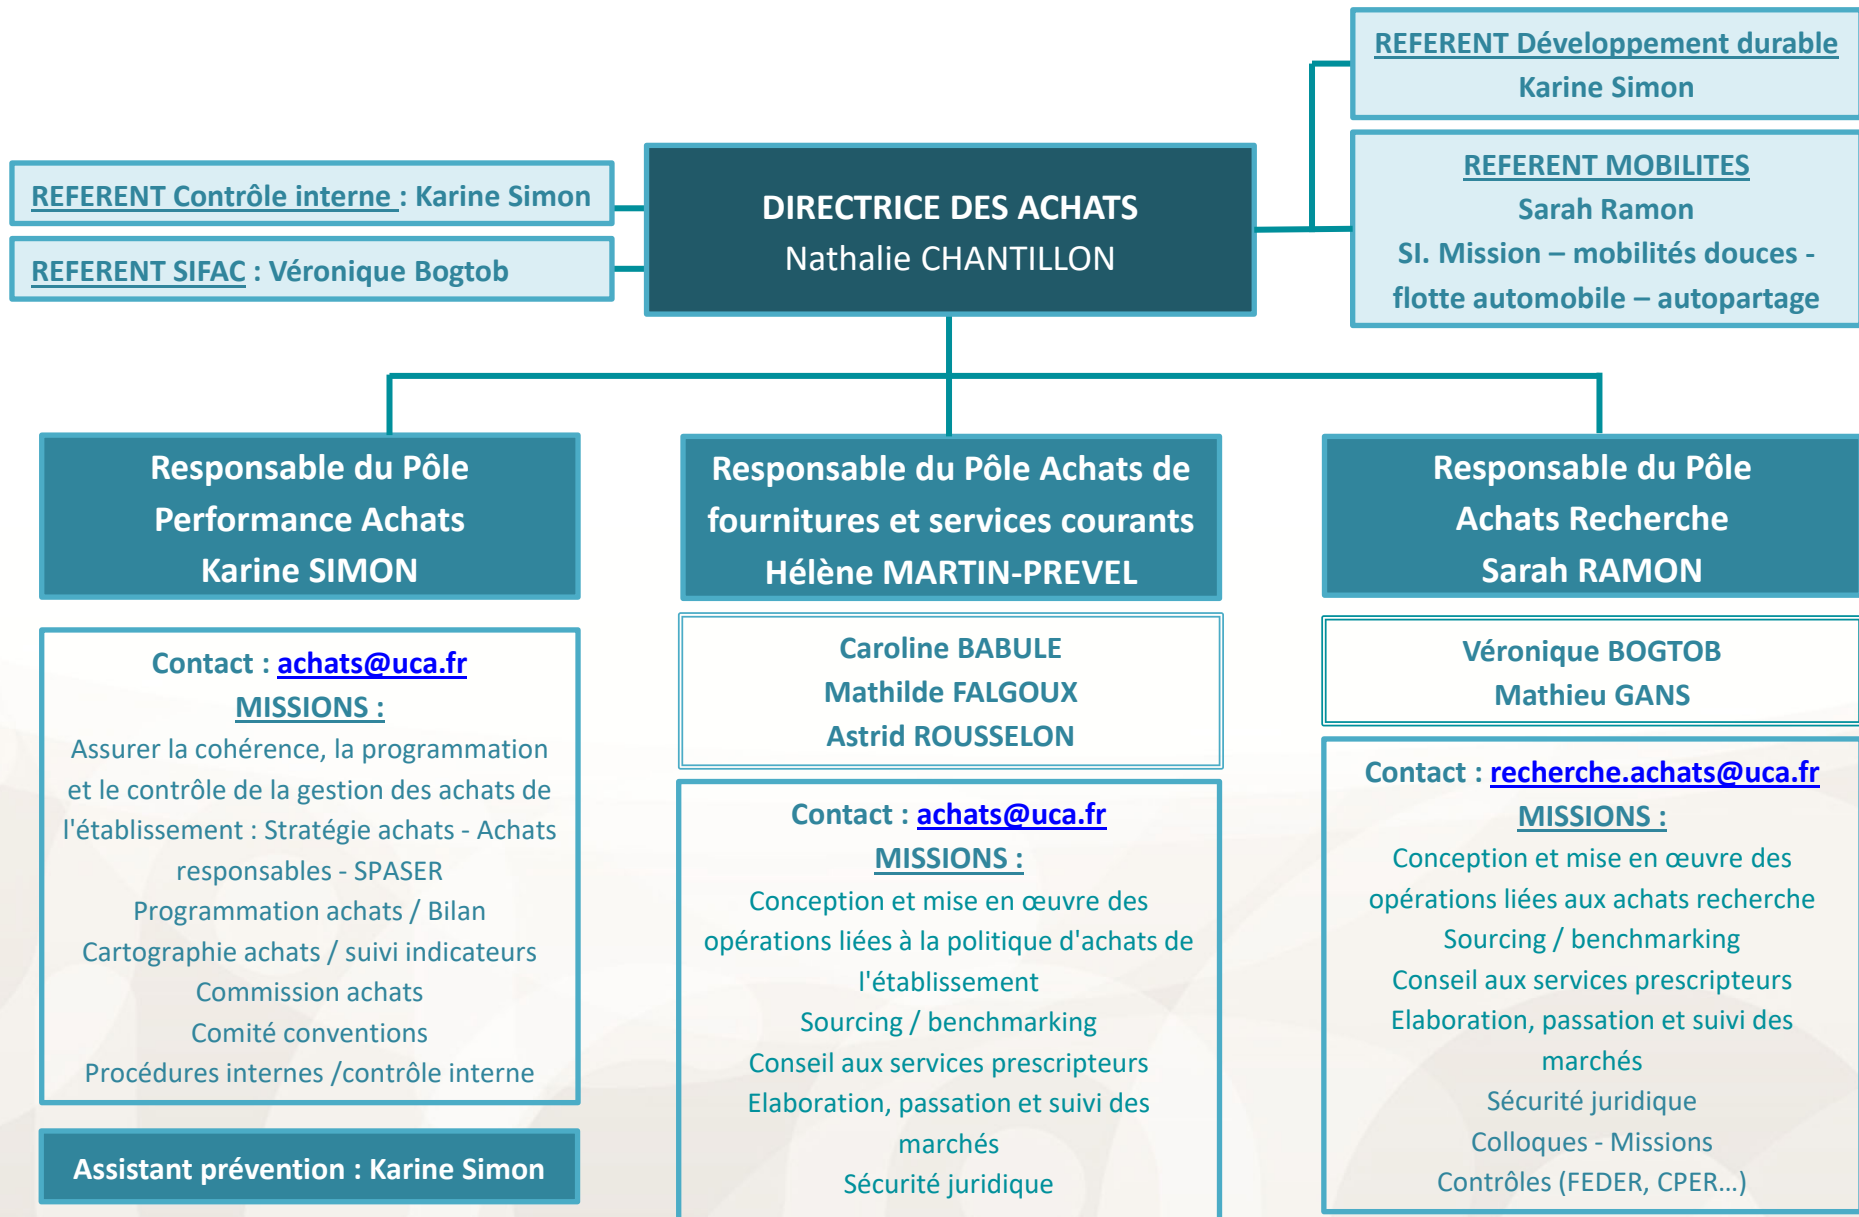 REFERENT Développement durable
Karine Simon
REFERENT MOBILITES
Sarah Ramon
SI. Mission – mobilités douces -
flotte automobile – autopartage
REFERENT Contrôle interne : Karine Simon
REFERENT SIFAC : Véronique Bogtob
DIRECTRICE DES ACHATS
Nathalie CHANTILLON
Responsable du Pôle
Performance Achats
Karine SIMON
Contact : achats@uca.fr
MISSIONS :
Assurer la cohérence, la programmation
et le contrôle de la gestion des achats de
l'établissement : Stratégie achats - Achats
responsables - SPASER
Programmation achats / Bilan
Cartographie achats / suivi indicateurs
Commission achats
Comité conventions
Procédures internes /contrôle interne
Assistant prévention : Karine Simon
Responsable du Pôle Achats de
fournitures et services courants
Hélène MARTIN-PREVEL
Caroline BABULE
Mathilde FALGOUX
Astrid ROUSSELON
Contact : achats@uca.fr
MISSIONS :
Conception et mise en œuvre des
opérations liées à la politique d'achats de
l'établissement
Sourcing / benchmarking
Conseil aux services prescripteurs
Elaboration, passation et suivi des
marchés
Sécurité juridique
Responsable du Pôle
Achats Recherche
Sarah RAMON
Véronique BOGTOB
Mathieu GANS
Contact : recherche.achats@uca.fr
MISSIONS :
Conception et mise en œuvre des
opérations liées aux achats recherche
Sourcing / benchmarking
Conseil aux services prescripteurs
Elaboration, passation et suivi des
marchés
Sécurité juridique
Colloques - Missions
Contrôles (FEDER, CPER...)